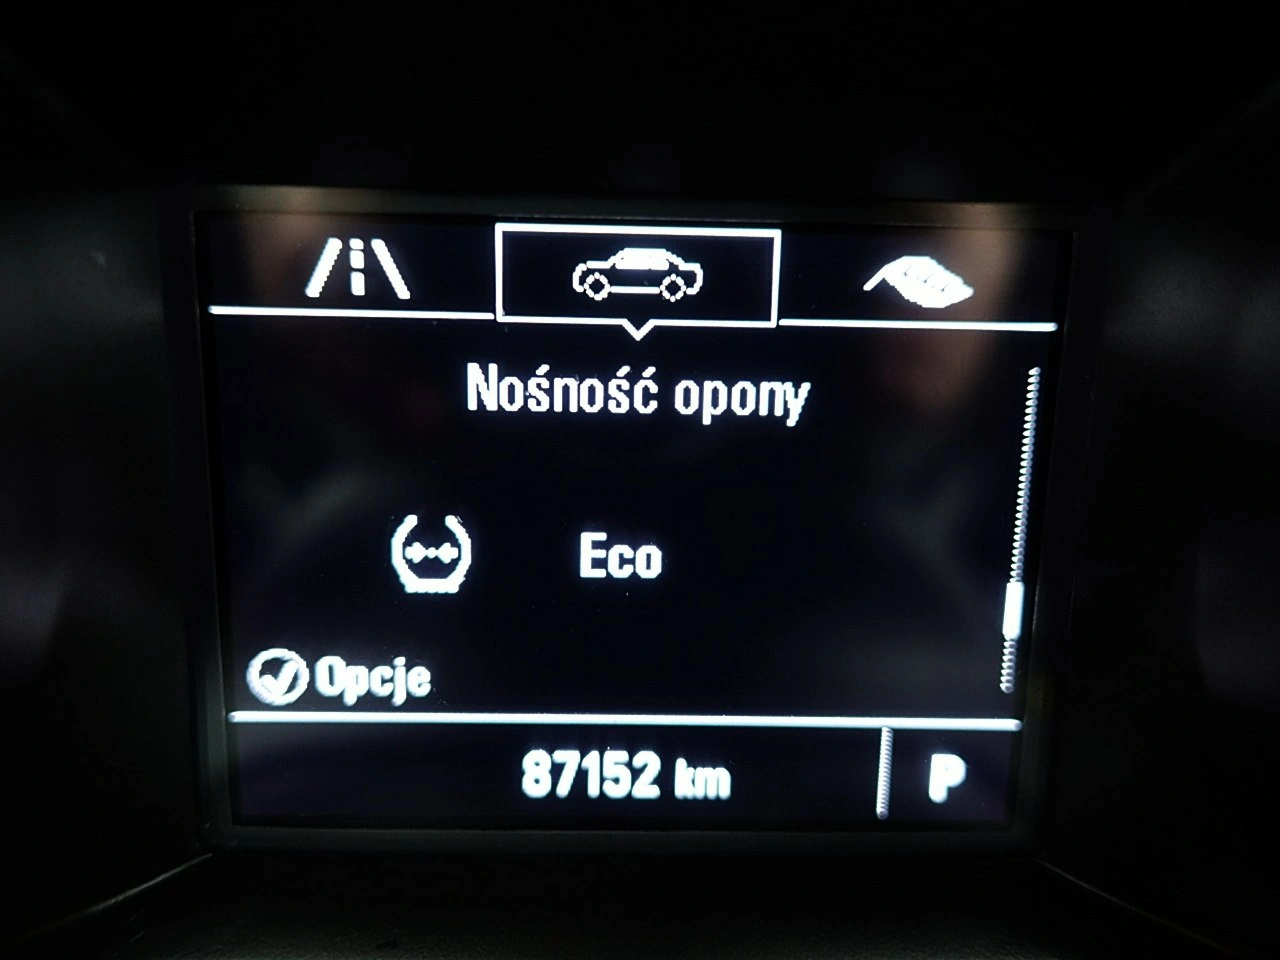 Nośność opony
Eco
Opcje
87152 km
P